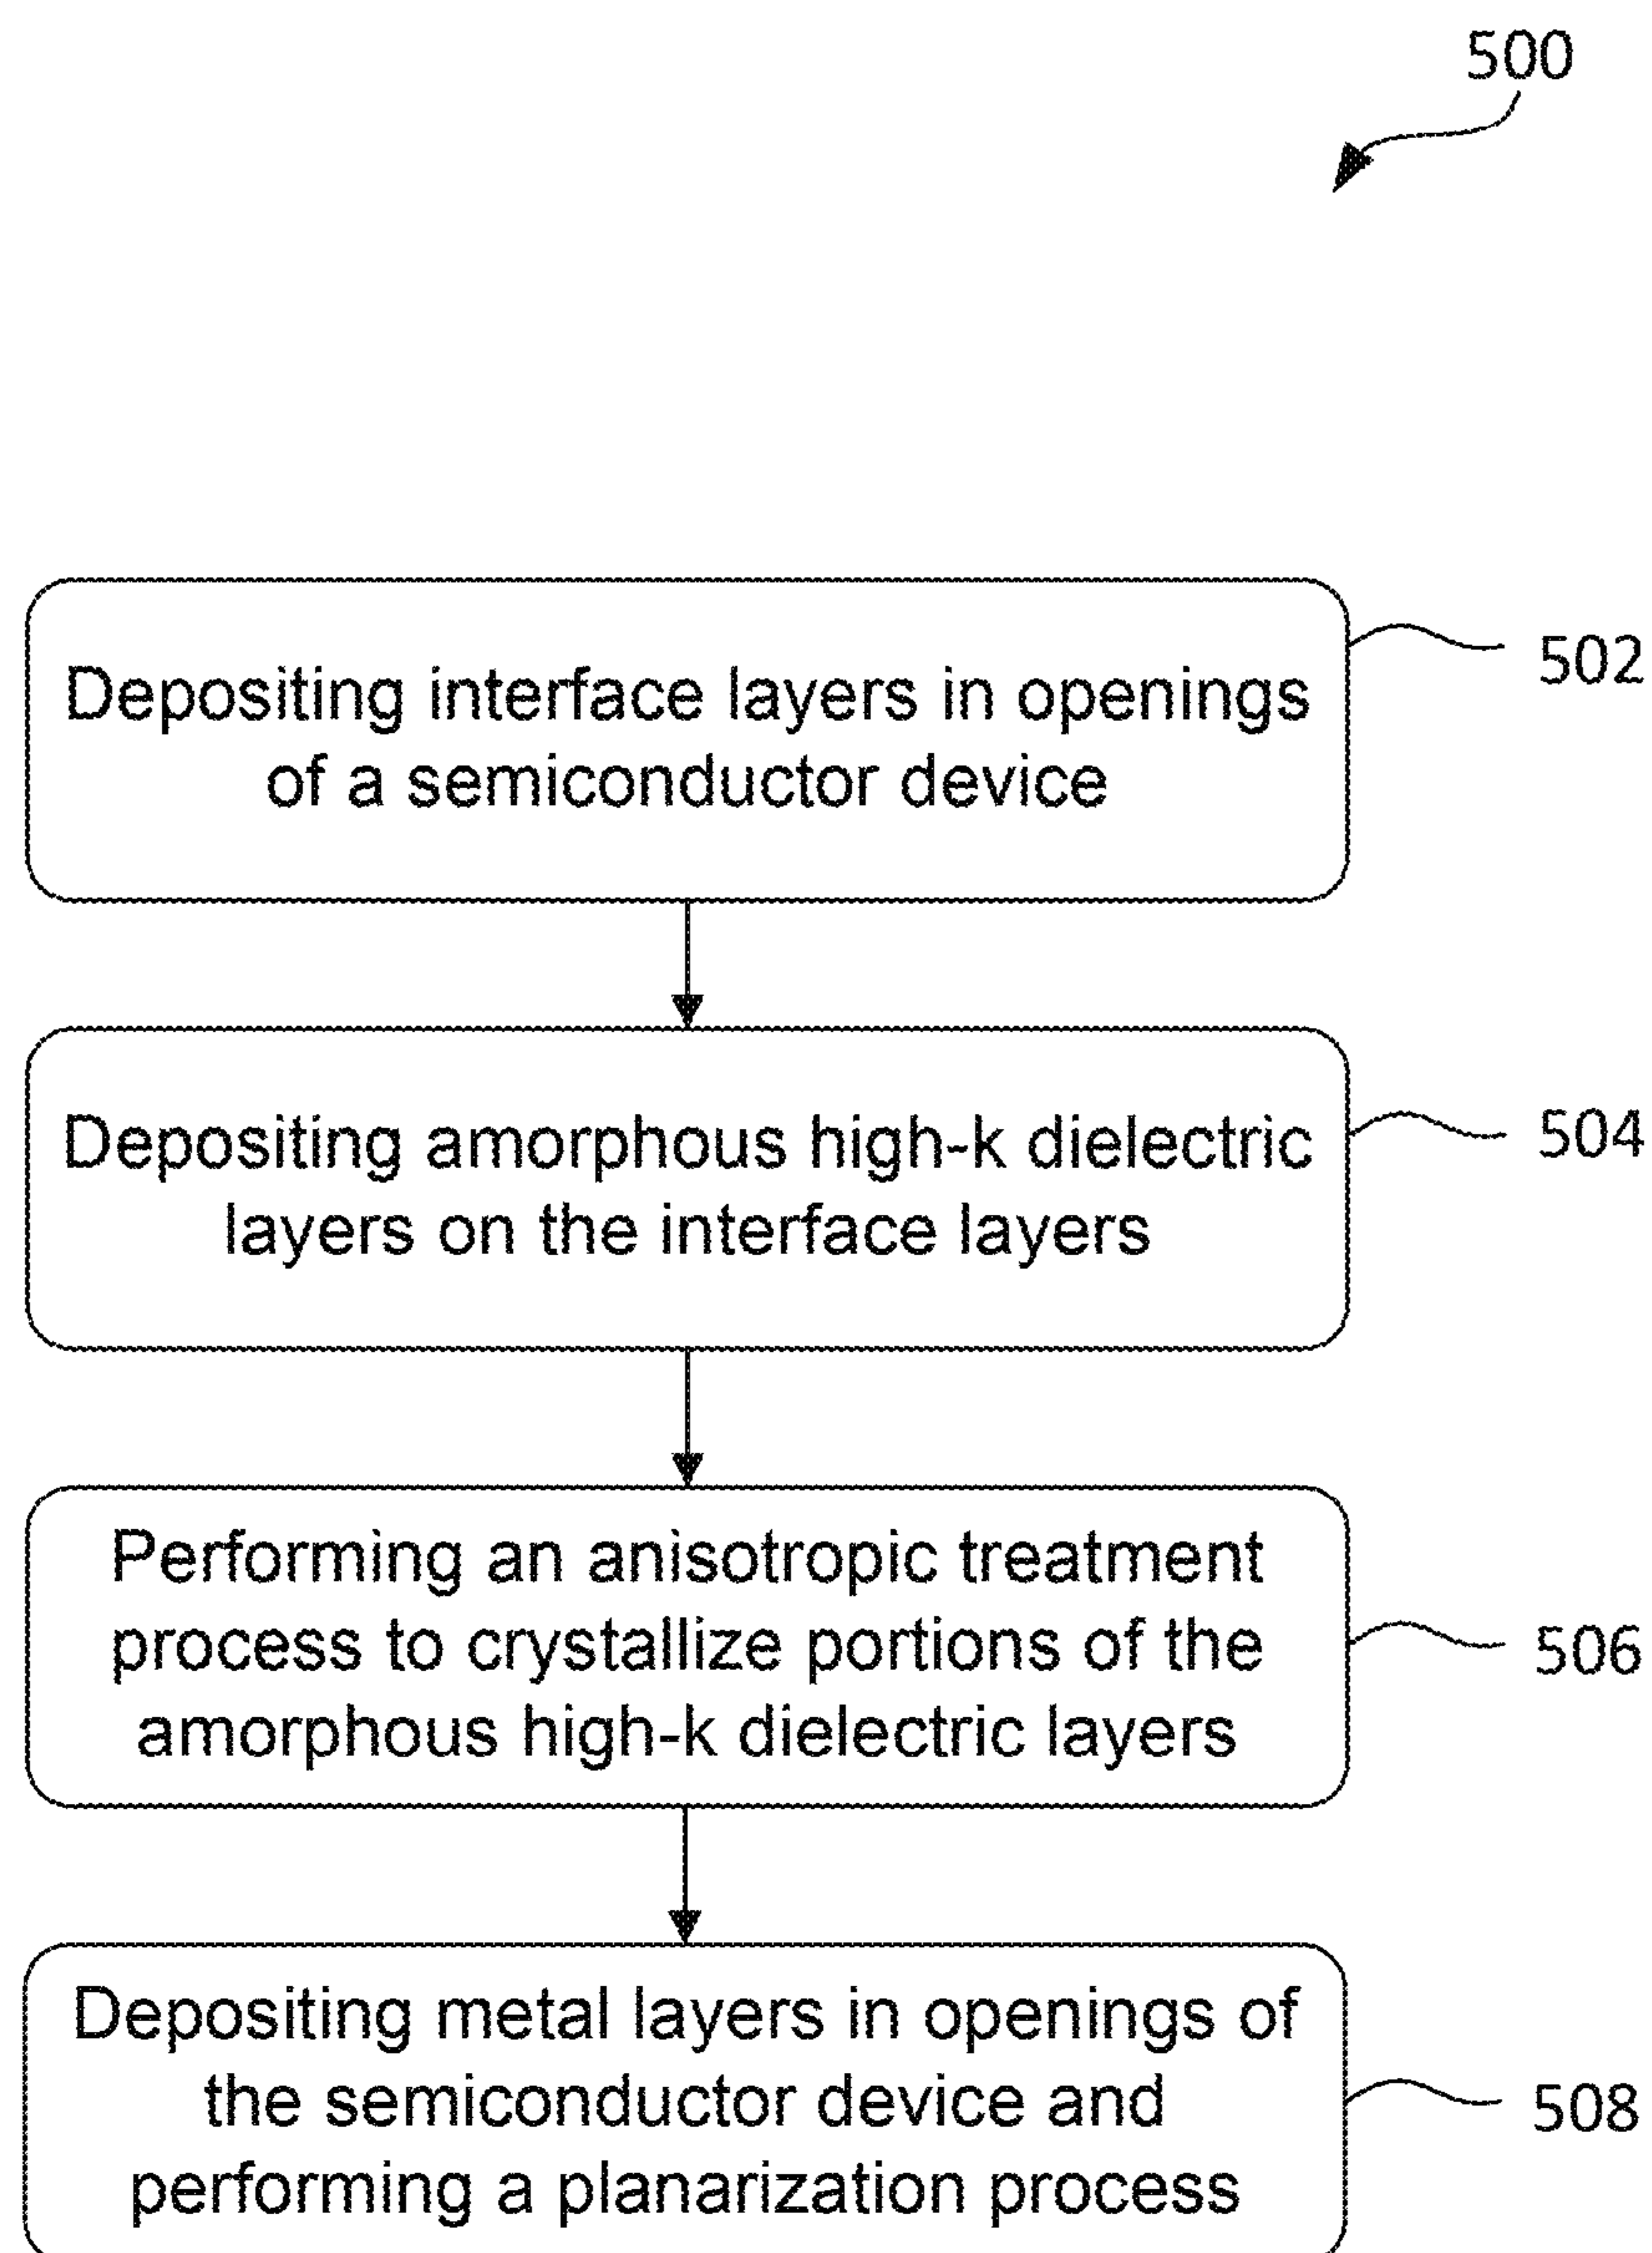 500
Depositing interface layers in openings
of a semiconductor device
502
Depositing amorphous high-k dielectric
layers on the interface layers
504
Performing an anisotropic treatment
process to crystallize portions of the
amorphous high-k dielectric layers
506
Depositing metal layers in openings of
the semiconductor device and
performing a planarization process
508